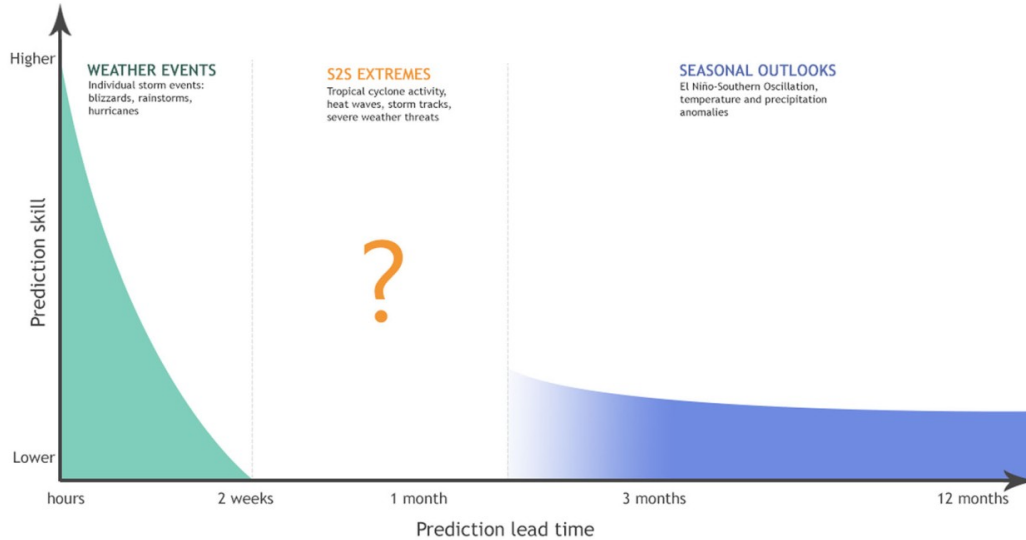 Higher
WEATHER EVENTS
Individual storm events:
blizzards, rainstorms,
hurricanes
S2S EXTREMES
Tropical cyclone activity,
heat waves, storm tracks,
severe weather threats
SEASONAL OUTLOOKS
El Niño-Southern Oscillation,
temperature and precipitation
anomalies
Prediction skill
?
Lower
hours
2 weeks
1 month
3 months
12 months
Prediction lead time